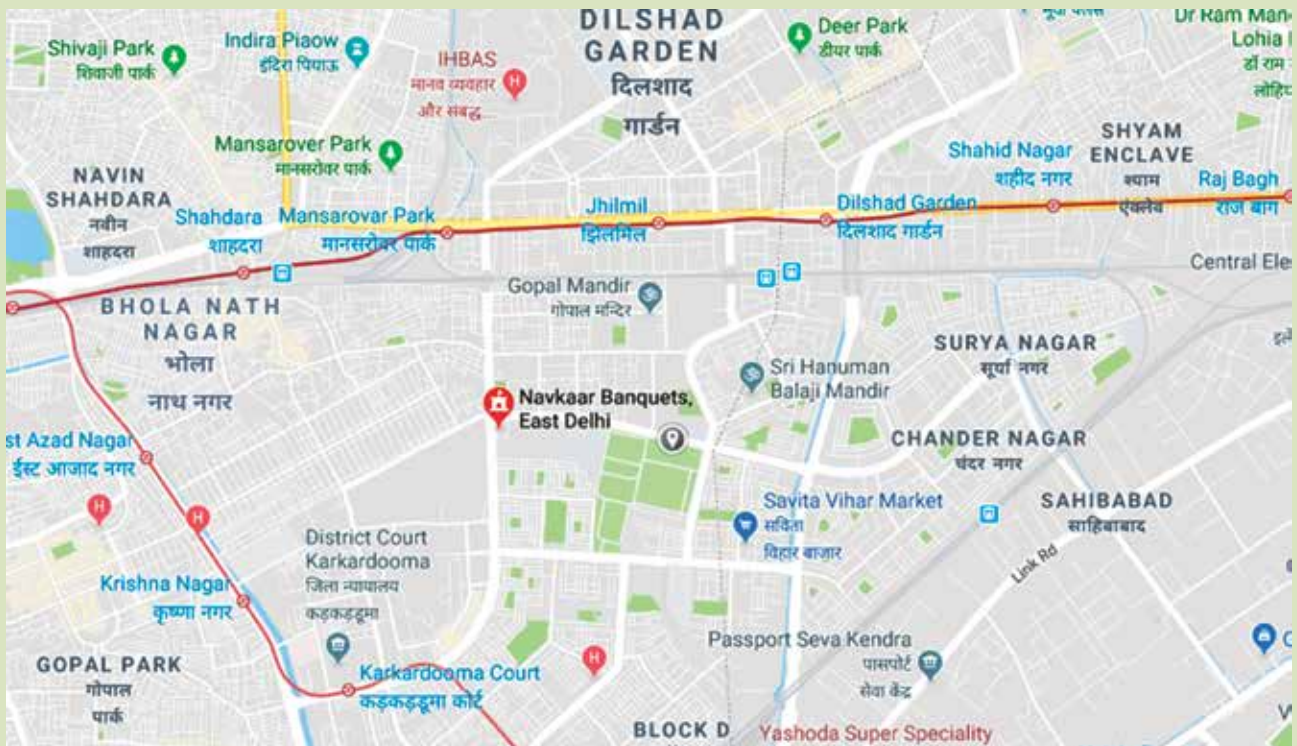 DILSHAD
GARDEN
दिलशाद
गार्डन
Shivaji Park
शिवाजी पार्क
Indira Piaow
इंदिरा पियाऊ
IHBAS
मानव व्यवहार
और संबद्ध...
Deer Park
डीयर पार्क
Dr Ram Man
Lohia
डॉ राम
लोहिय
Mansarover Park
मानसरोवर पार्क
NAVIN
SHAHDARA
नवीन
शाहदरा
Shahdara
शाहदरा
Mansarovar Park
मानसरोवर पार्क
Jhilmil
झिलमिल
Dilshad Garden
दिलशाद गार्डन
Shahid Nagar
शहीद नगर
SHYAM
ENCLAVE
श्याम
एंक्लेव
Raj Bagh
राज बाग
Central Ele
BHOLA NATH
NAGAR
भोला
नाथ नगर
Gopal Mandir
गोपाल मन्दिर
SURYA NAGAR
सूर्या नगर
Sri Hanuman
Balaji Mandir
Navkaar Banquets,
East Delhi
CHANDER NAGAR
चंदर नगर
st Azad Nagar
ईस्ट आजाद नगर
SAHIBABAD
साहिबाबाद
Savita Vihar Market
सविता
विहार बाजार
District Court
Karkardooma
जिला न्यायालय
कड़कड़डूमा
Link Rd
Krishna Nagar
कृष्णा नगर
Passport Seva Kendra
पासपोर्ट
सेवा केंद्र
GOPAL PARK
गोपाल
पार्क
Karkardooma Court
कड़कड़डूमा कोर्ट
BLOCK D
Yashoda Super Speciality